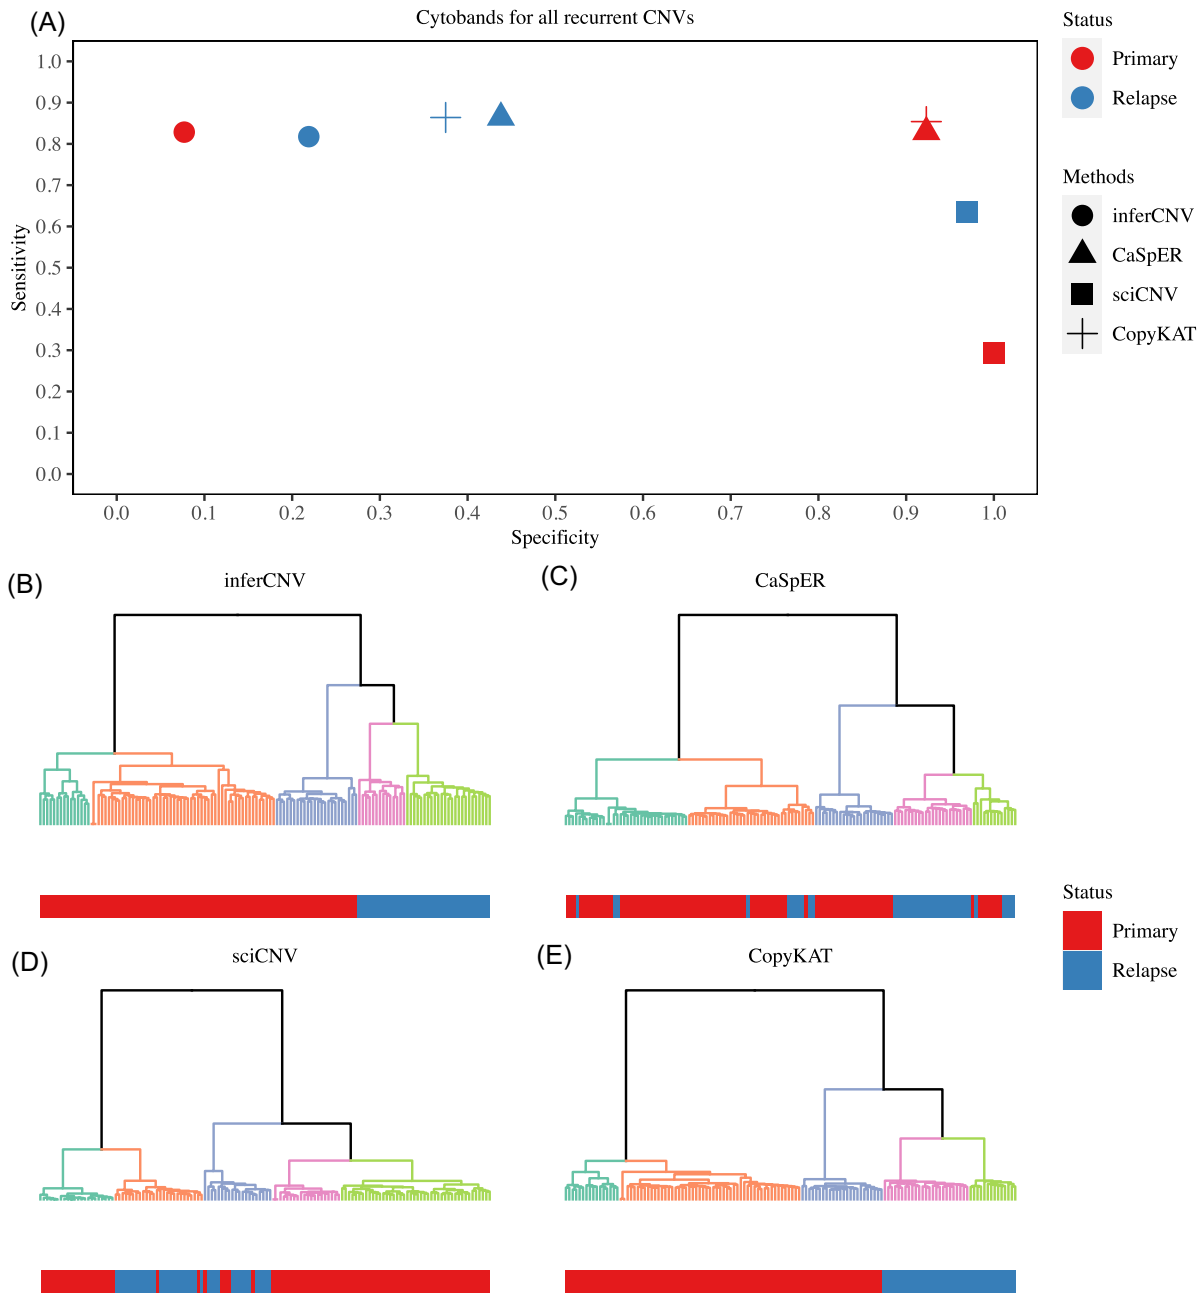 (A)
Cytobands for all recurrent CNVs
Sensitivity
1.0
0.9
0.8
0.7
0.6
0.5
0.4
0.3
0.2
0.1
0.0
0.0 0.1 0.2 0.3 0.4 0.5 0.6 0.7 0.8 0.9 1.0
Specificity
Status
Primary
Relapse
Methods
inferCNV
CaSpER
sciCNV
CopyKAT
(B)
inferCNV
(C)
CaSpER
Status
Primary
Relapse
(D)
sciCNV
(E)
CopyKAT